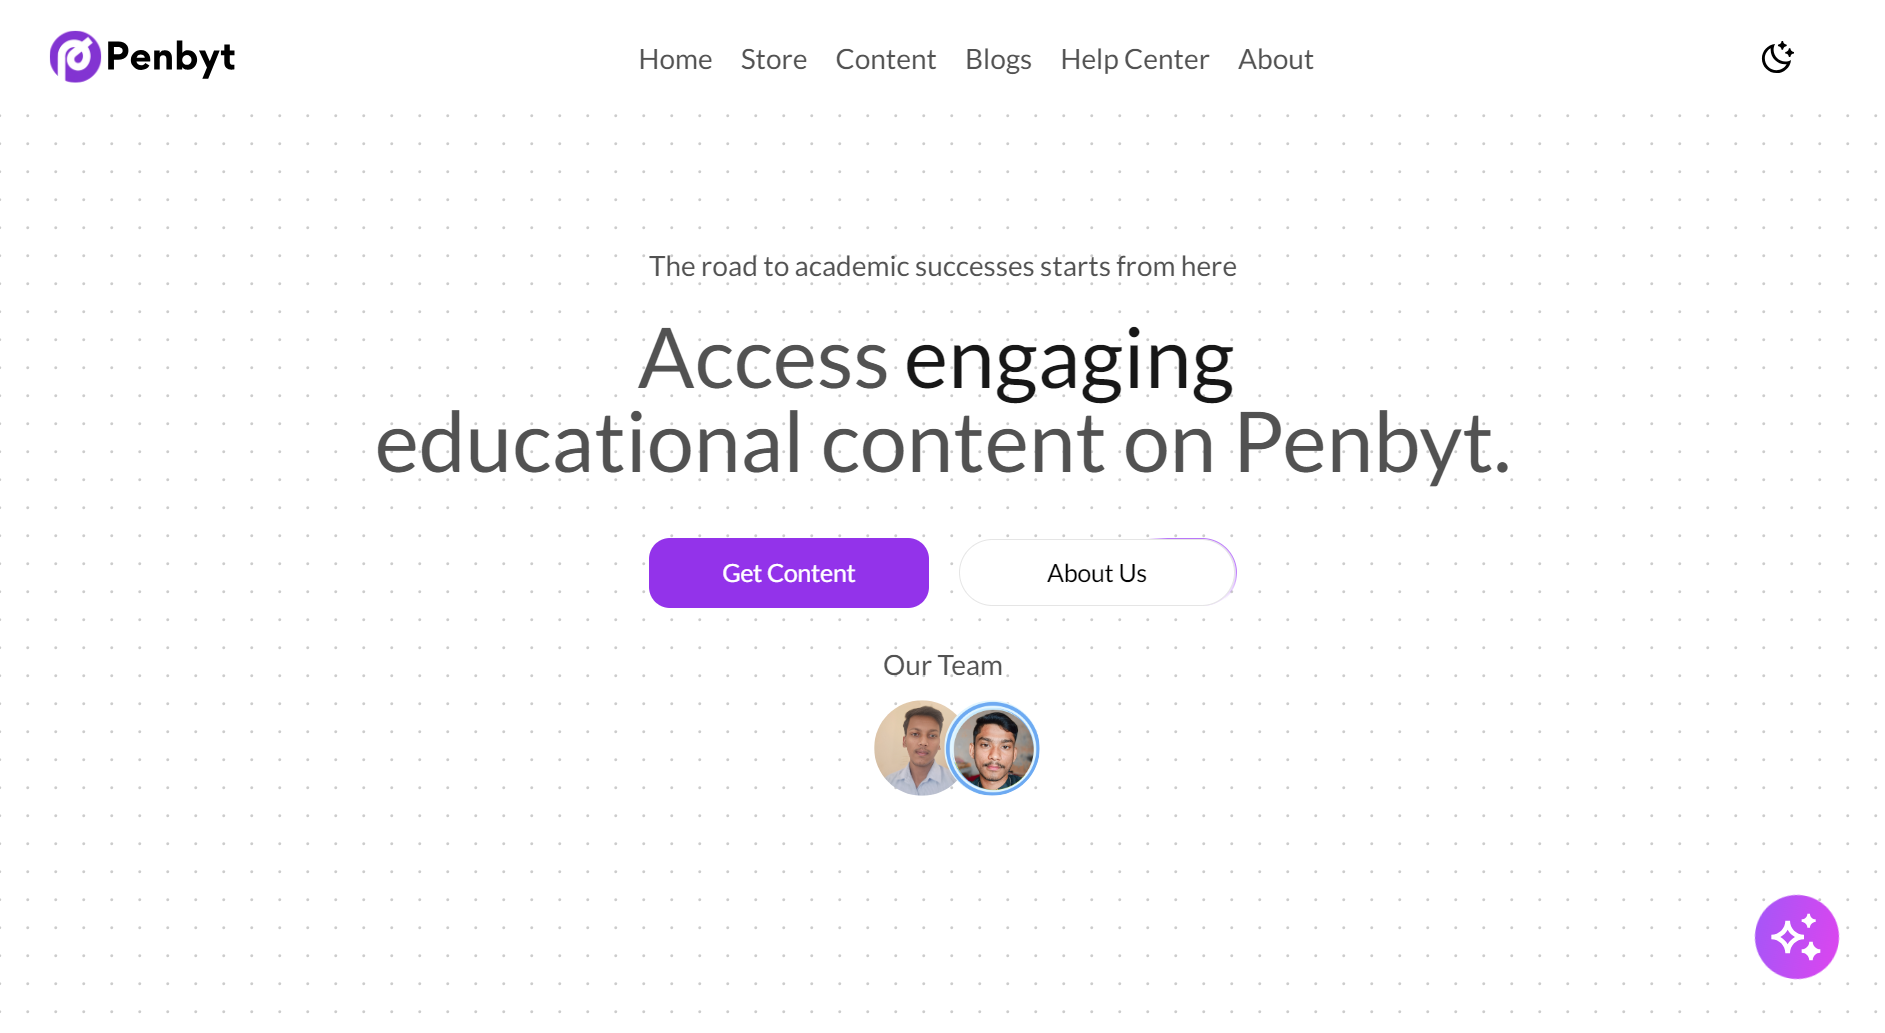 Penbyt
Home Store Content Blogs Help Center About
The road to academic successes starts from here
Access engaging
educational content on Penbyt.
Get Content
About Us
Our Team